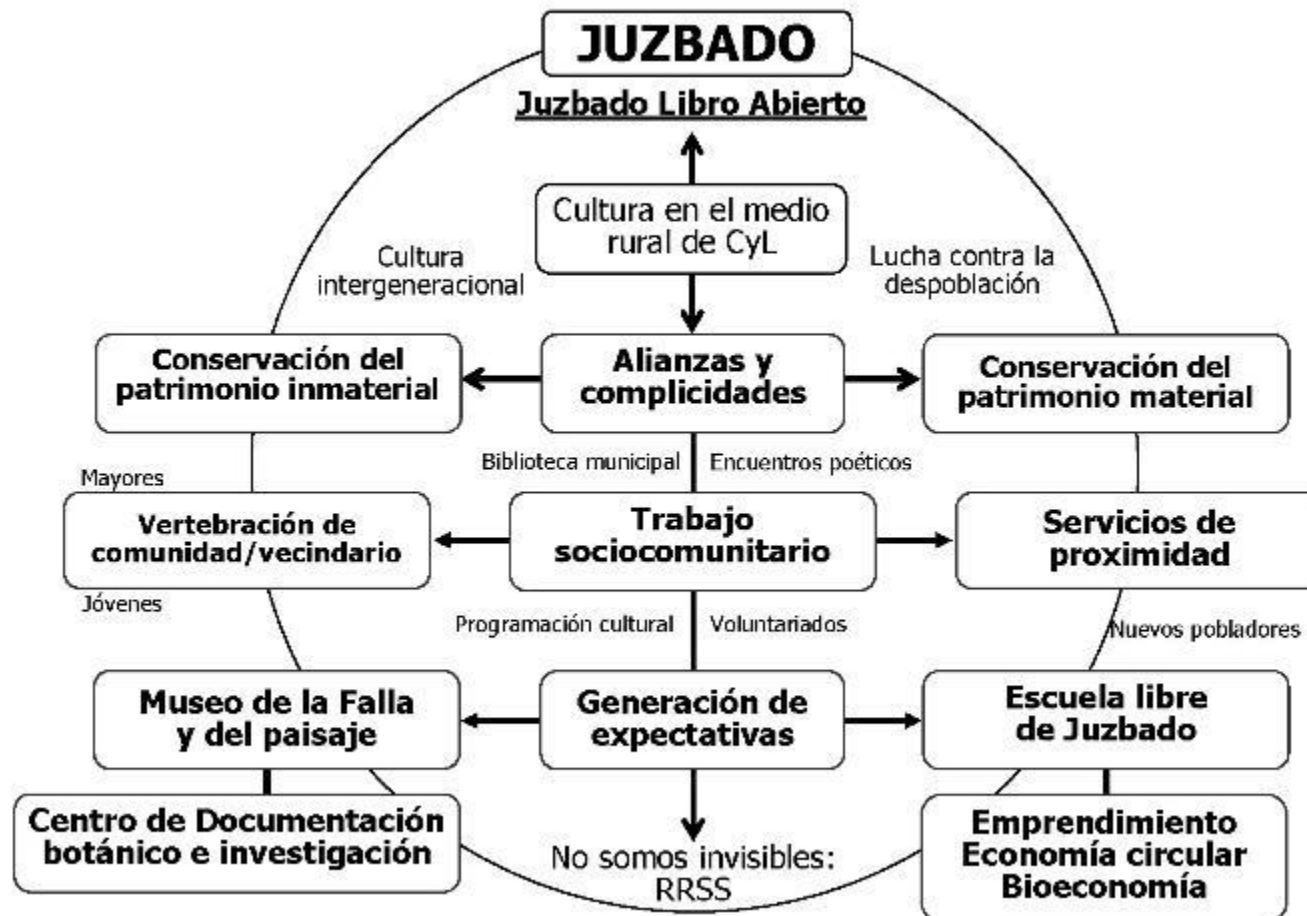 JUZBADO
Juzbado Libro Abierto
Cultura en el medio
rural de CyL
Cultura
intergeneracional
Lucha contra la
despoblación
Conservación del
patrimonio inmaterial
Alianzas y
complicidades
Conservación del
patrimonio material
Biblioteca municipal
Encuentros poéticos
Mayores
Vertebración de
comunidad/vecindario
Trabajo
sociocomunitario
Servicios de
proximidad
Jóvenes
Programación cultural
Voluntariados
Nuevos pobladores
Museo de la Falla
y del paisaje
Generación de
expectativas
Escuela libre
de Juzbado
Centro de Documentación
botánico e investigación
No somos invisibles:
RRSS
Emprendimiento
Economía circular
Bioeconomía